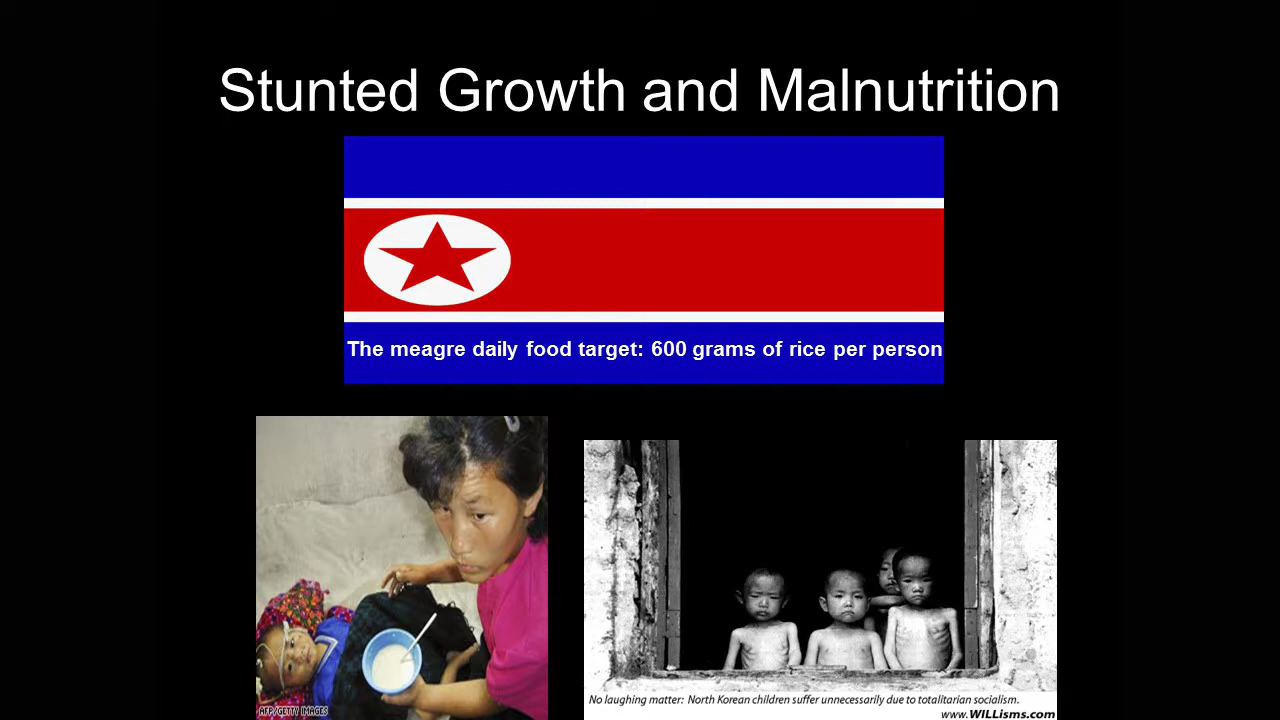 Stunted Growth and Malnutrition
The meagre daily food target: 600 grams of rice per person
AFP/GETTY IMAGES
No laughing matter: North Korean children suffer unnecessarily due to totalitarian socialism.
www.WILLisms.com